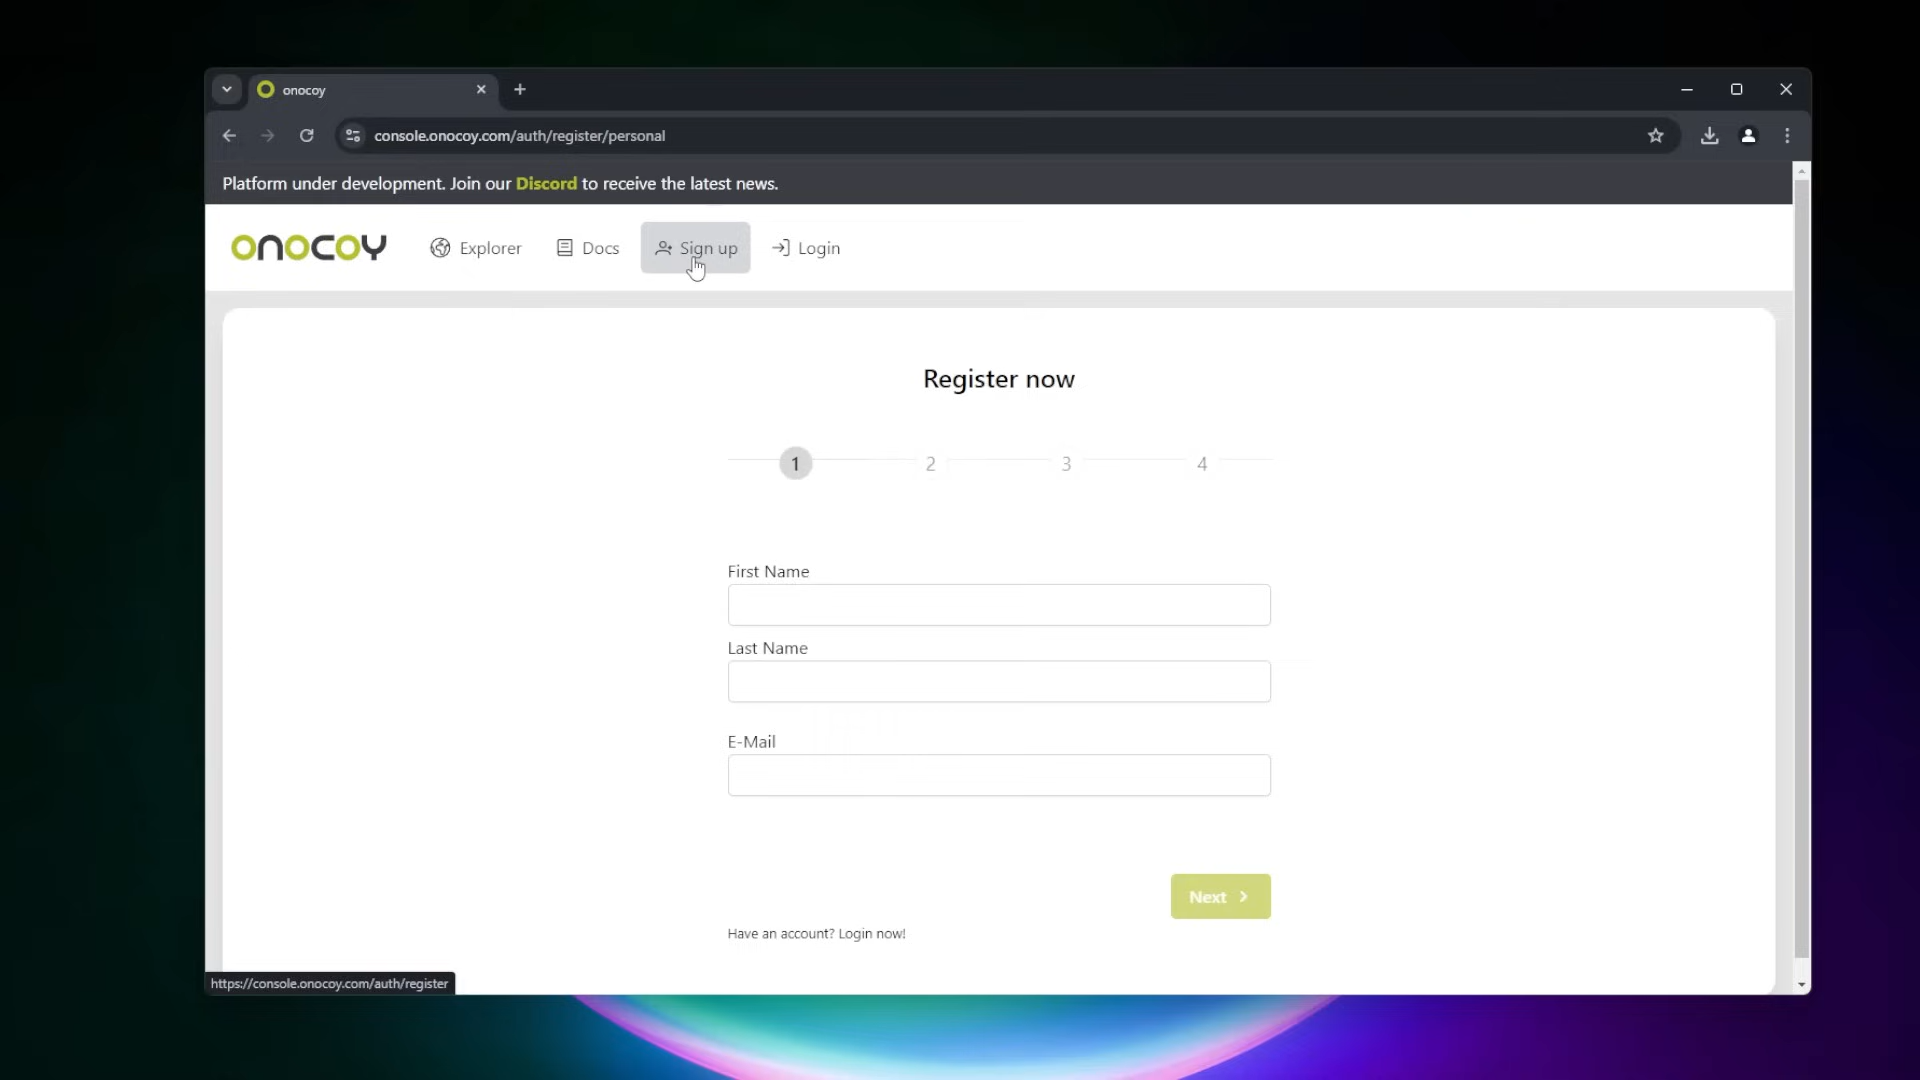 onocoy
console.onocoy.com/auth/register/personal
Platform under development. Join our Discord to receive the latest news.
onocoy Explorer Docs Sign up Login
Register now
1 2 3 4
First Name
Last Name
E-Mail
Next
Have an account? Login now!
https://console.onocoy.com/auth/register